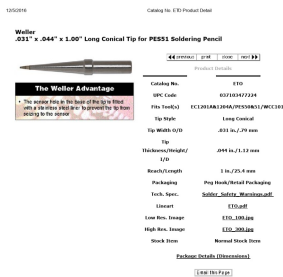 12/5/2016
Catalog No. ETO Product Detail
Weller
.031" x .044" x 1.00" Long Conical Tip for PES51 Soldering Pencil
previous print close next
Product Details
The Weller Advantage
• The sensor hole in the base of the tip is fitted
with a stainless steel liner to prevent the tip from
seizing to the sensor
Catalog No. ETO
UPC Code 037103477224
Fits Tool(s) EC1201A&1204A/PES50&51/WCC101
Tip Style Long Conical
Tip Width O/D .031 in./.79 mm
Tip
Thickness/Height/ .044 in./1.12 mm
I/D
Reach/Length 1 in./25.4 mm
Packaging Peg Hook/Retail Packaging
Tech. Spec. Solder_Safety_Warnings.pdf
Lineart ETO.pdf
Low Res. Image ETO_100.jpg
High Res. Image ETO_300.jpg
Stock Item Normal Stock Item
Package Details (Dimensions)
Email this Page